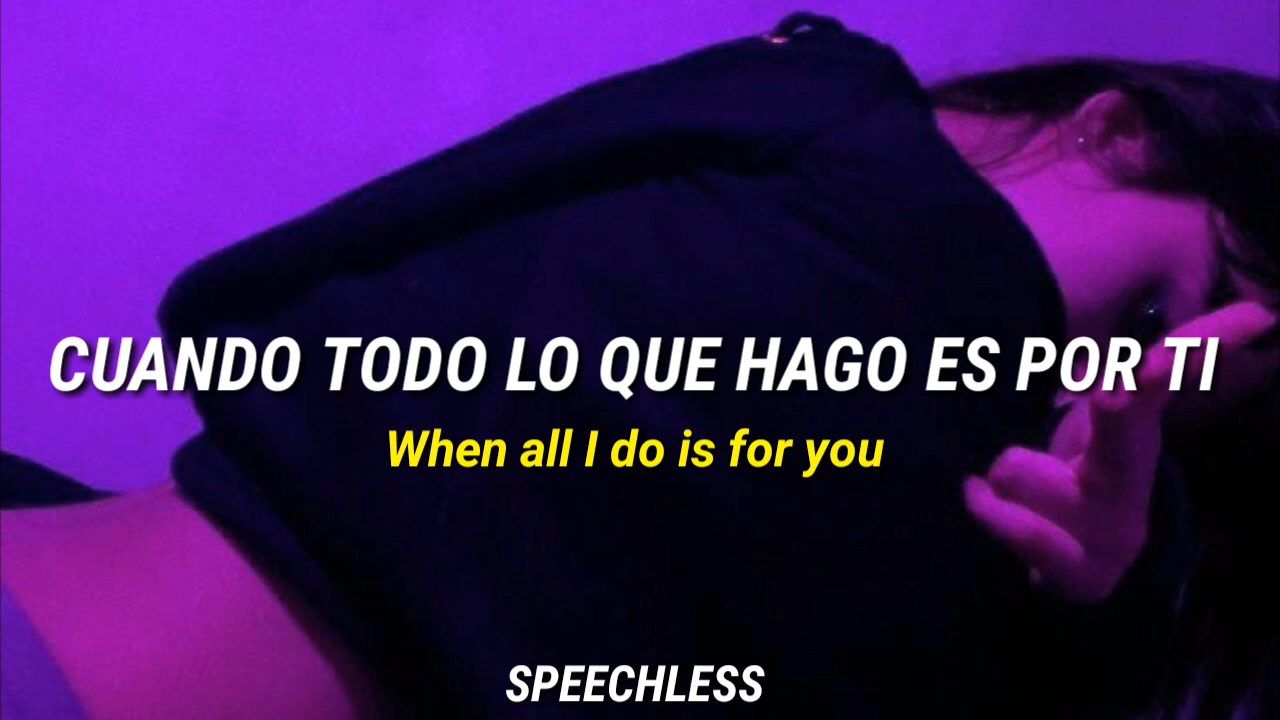 CUANDO TODO LO QUE HAGO ES POR TI
When all I do is for you
SPEECHLESS